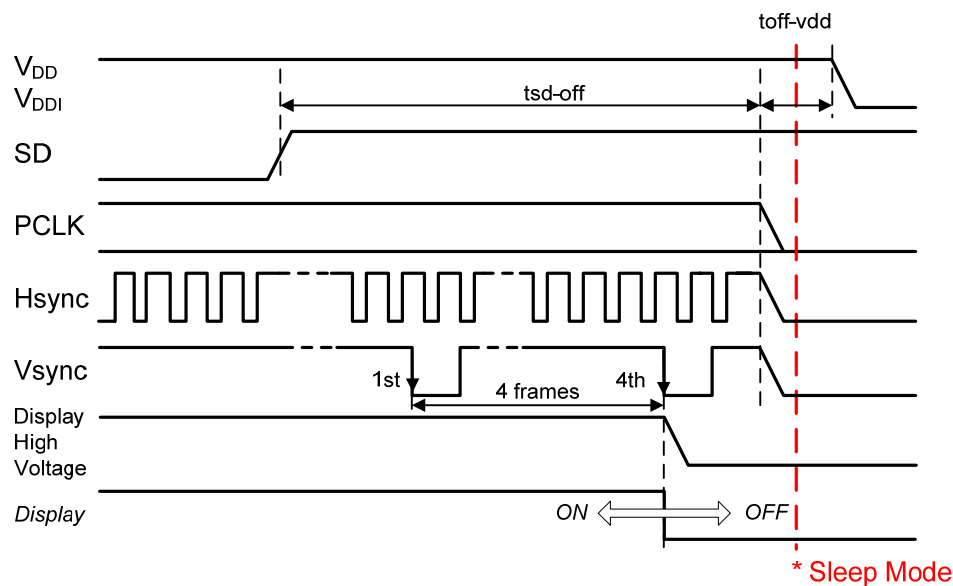 toff-vdd
VDD
VDDI
tsd-off
SD
PCLK
Hsync
Vsync
1st
4th
4 frames
Display
High
Voltage
Display
ON
OFF
* Sleep Mode